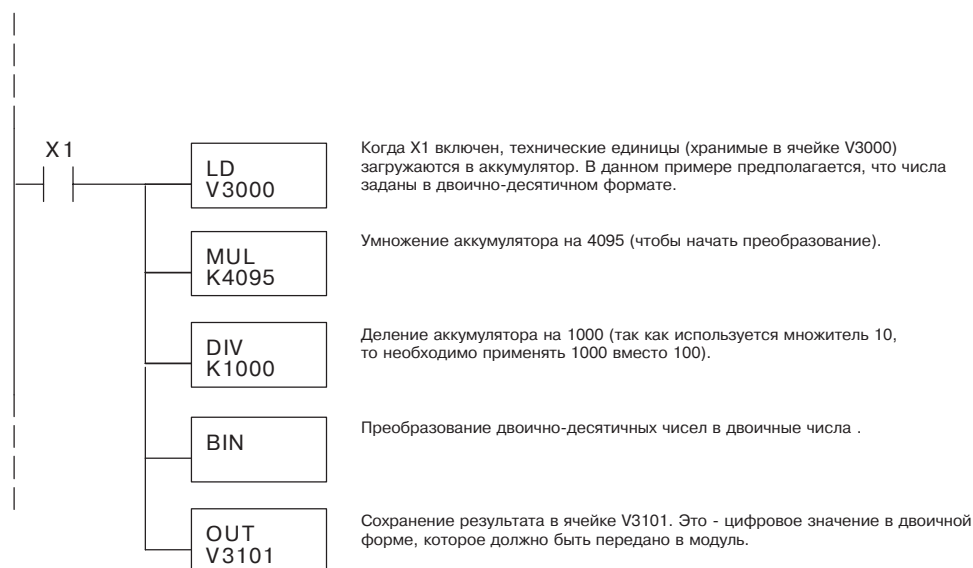 X1
LD
V3000
Когда X1 включен, технические единицы (хранимые в ячейке V3000)
загружаются в аккумулятор. В данном примере предполагается, что числа
заданы в двоично-десятичном формате.
MUL
K4095
Умножение аккумулятора на 4095 (чтобы начать преобразование).
DIV
K1000
Деление аккумулятора на 1000 (так как используется множитель 10,
то необходимо применять 1000 вместо 100).
BIN
Преобразование двоично-десятичных чисел в двоичные числа .
OUT
V3101
Сохранение результата в ячейке V3101. Это - цифровое значение в двоичной
форме, которое должно быть передано в модуль.